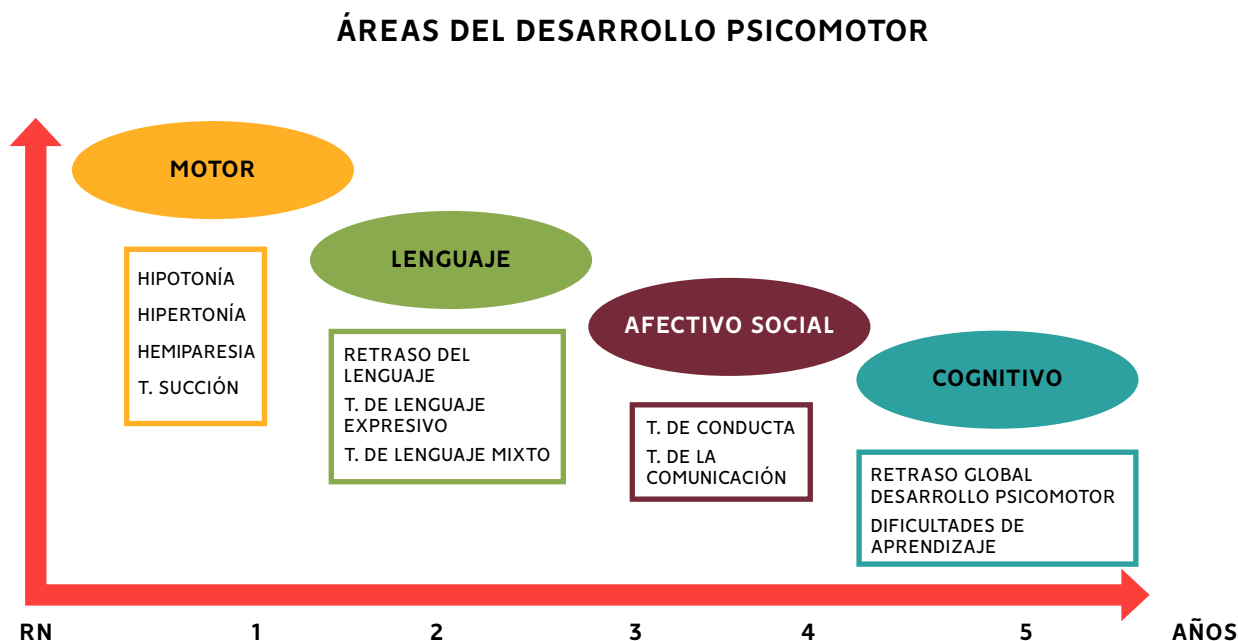 ÁREAS DEL DESARROLLO PSICOMOTOR
MOTOR
HIPOTONÍA
HIPERTONÍA
HEMIPARESIA
T. SUCCIÓN
LENGUAJE
RETRASO DEL
LENGUAJE
T. DE LENGUAJE
EXPRESIVO
T. DE LENGUAJE MIXTO
AFECTIVO SOCIAL
T. DE CONDUCTA
T. DE LA
COMUNICACIÓN
COGNITIVO
RETRASO GLOBAL
DESARROLLO PSICOMOTOR
DIFICULTADES DE
APRENDIZAJE
RN 1 2 3 4 5 AÑOS